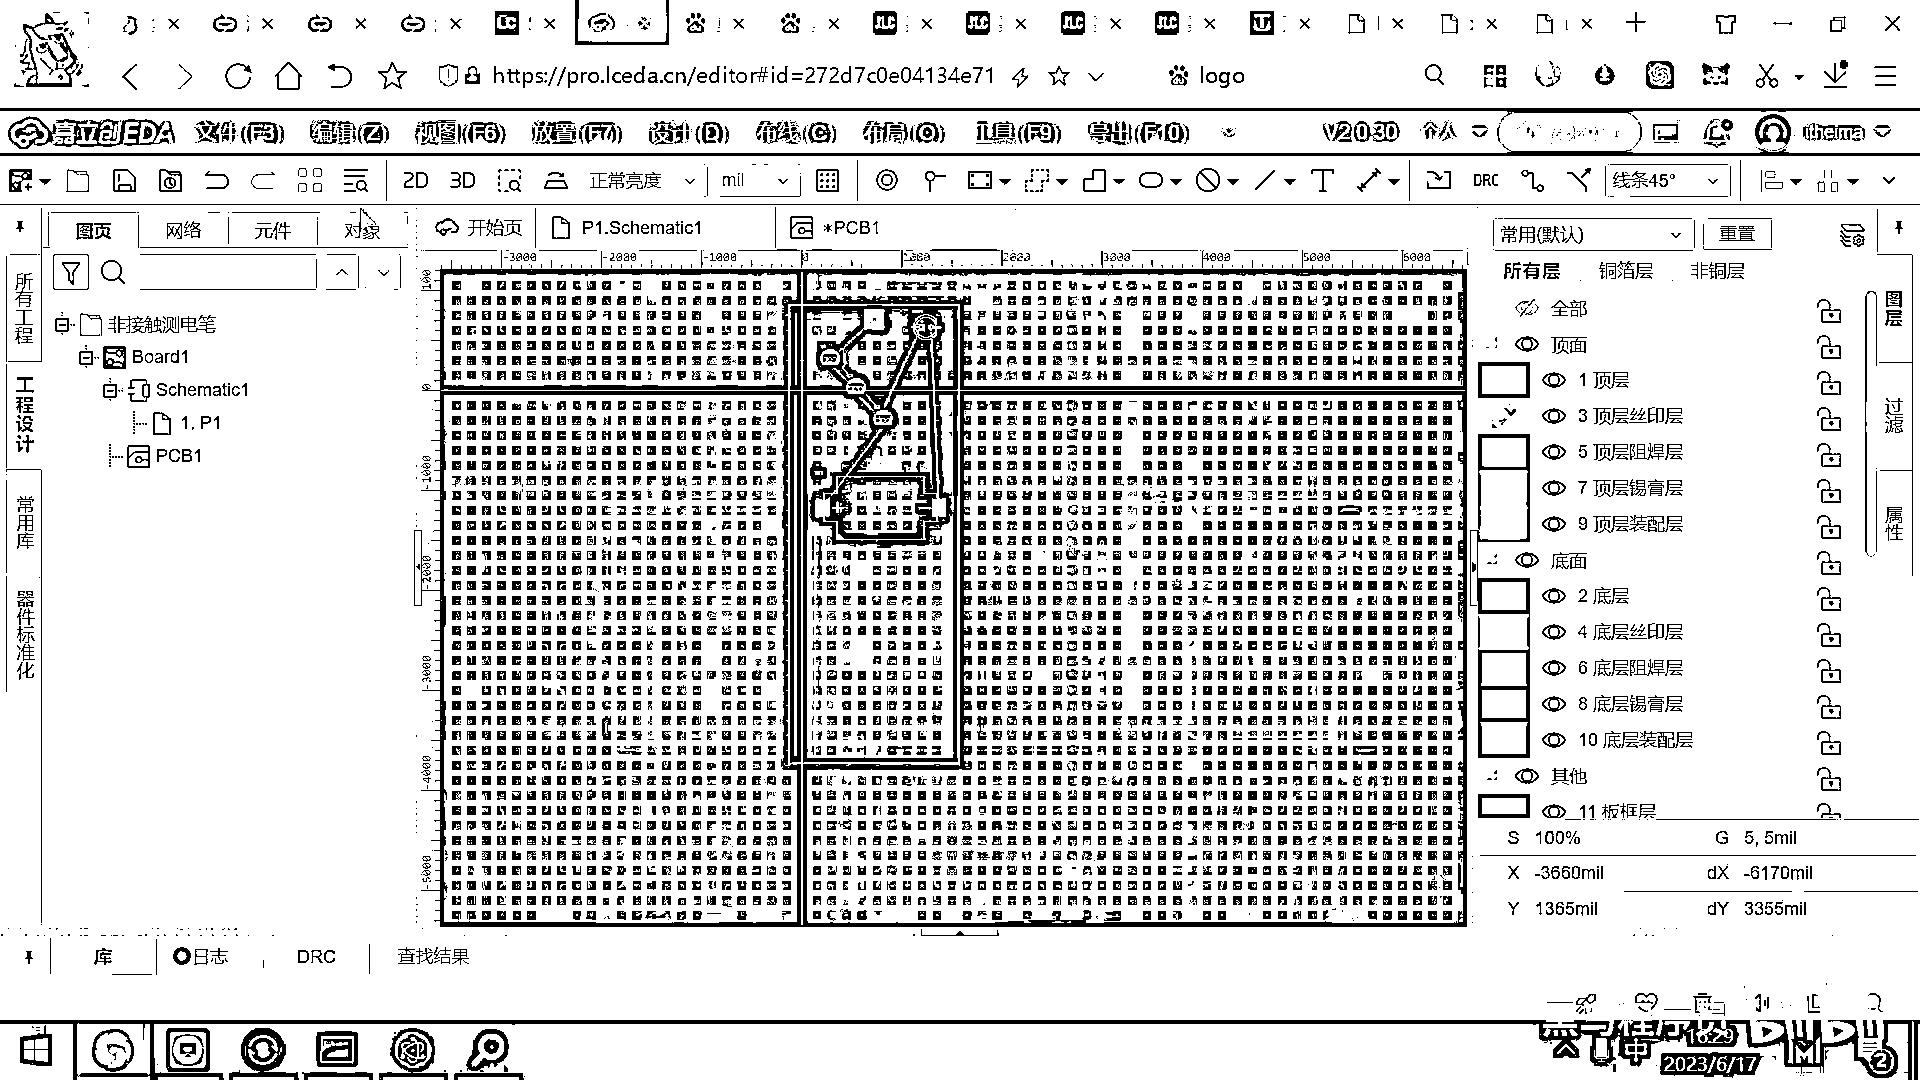 https://pro.lceda.cn/editor#id=272d7c0e04134e71
logo
嘉立创EDA 文件(F3) 编辑(Z) 视图(F6) 放置(F7) 设计(D) 布线(C) 布局(O) 工具(F9) 导出(F10) V2.0.30 个人
2D 3D 正常亮度 mil DRC 线条45°
图页 网络 元件 对象
开始页 P1.Schematic1 *PCB1
常用(默认) 重置
所有层 铜箔层 非铜层
所有工程
工程设计
常用库
器件标准化
非接触测电笔
Board1
Schematic1
1. P1
PCB1
-3000 -2000 -1000 0 2000 3000 4000 5000 6000
0
-1000
-2000
-3000
-4000
-5000
全部
顶面
1 顶层
3 顶层丝印层
5 顶层阻焊层
7 顶层锡膏层
9 顶层装配层
底面
2 底层
4 底层丝印层
6 底层阻焊层
8 底层锡膏层
10 底层装配层
其他
11 板框层
图层
过滤
属性
S 100% G 5, 5mil
X -3660mil dX -6170mil
Y 1365mil dY 3355mil
库 日志 DRC 查找结果
中
16:29
2023/6/17
2